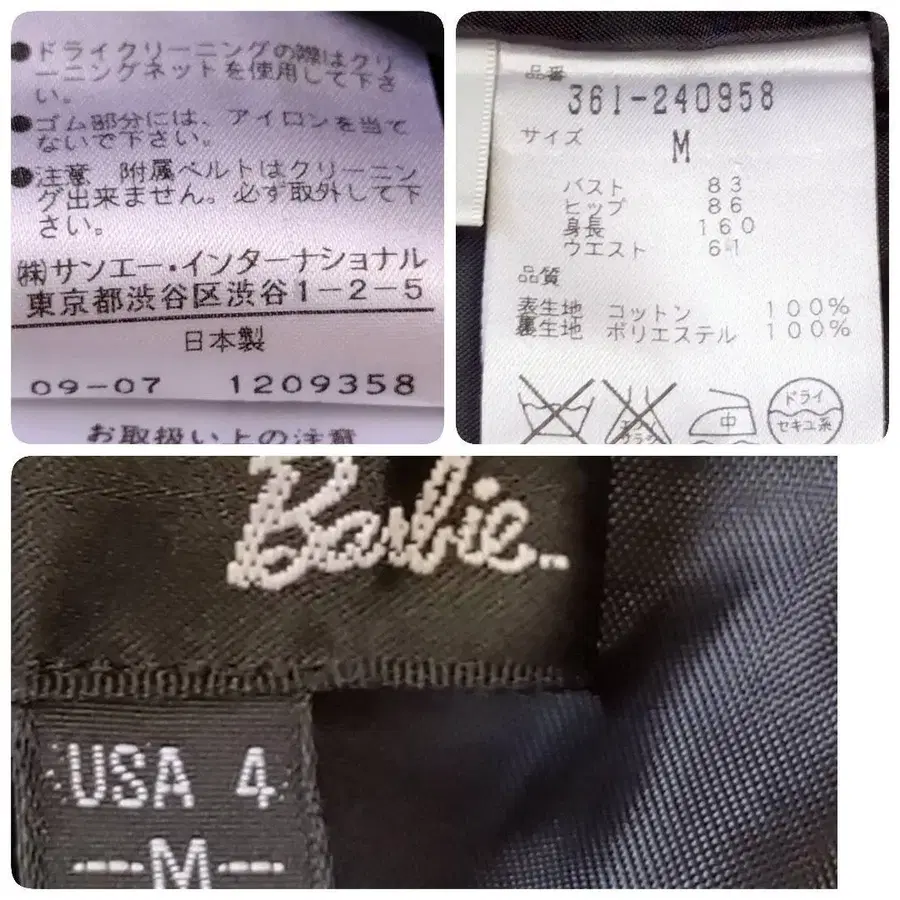 ●ドライクリーニングの際はクリ
ーニングネットを使用して下さ
い。
●ゴム部分には、アイロンを当て
ないで下さい。
●注意 附属ベルトはクリーニン
グ出来ません。必ず取外して下
さい。
㈱サンエー・インターナショナル
東京都渋谷区渋谷1-2-5
日本製
09-07 1209358
お取扱い上の注意
品番
361-240958
サイズ
M
バスト 83
ヒップ 86
身長 160
ウエスト 61
品質
表生地 コットン 100%
裏生地 ポリエステル 100%
中
ドライ
セキユ系
Barbie
USA 4
M